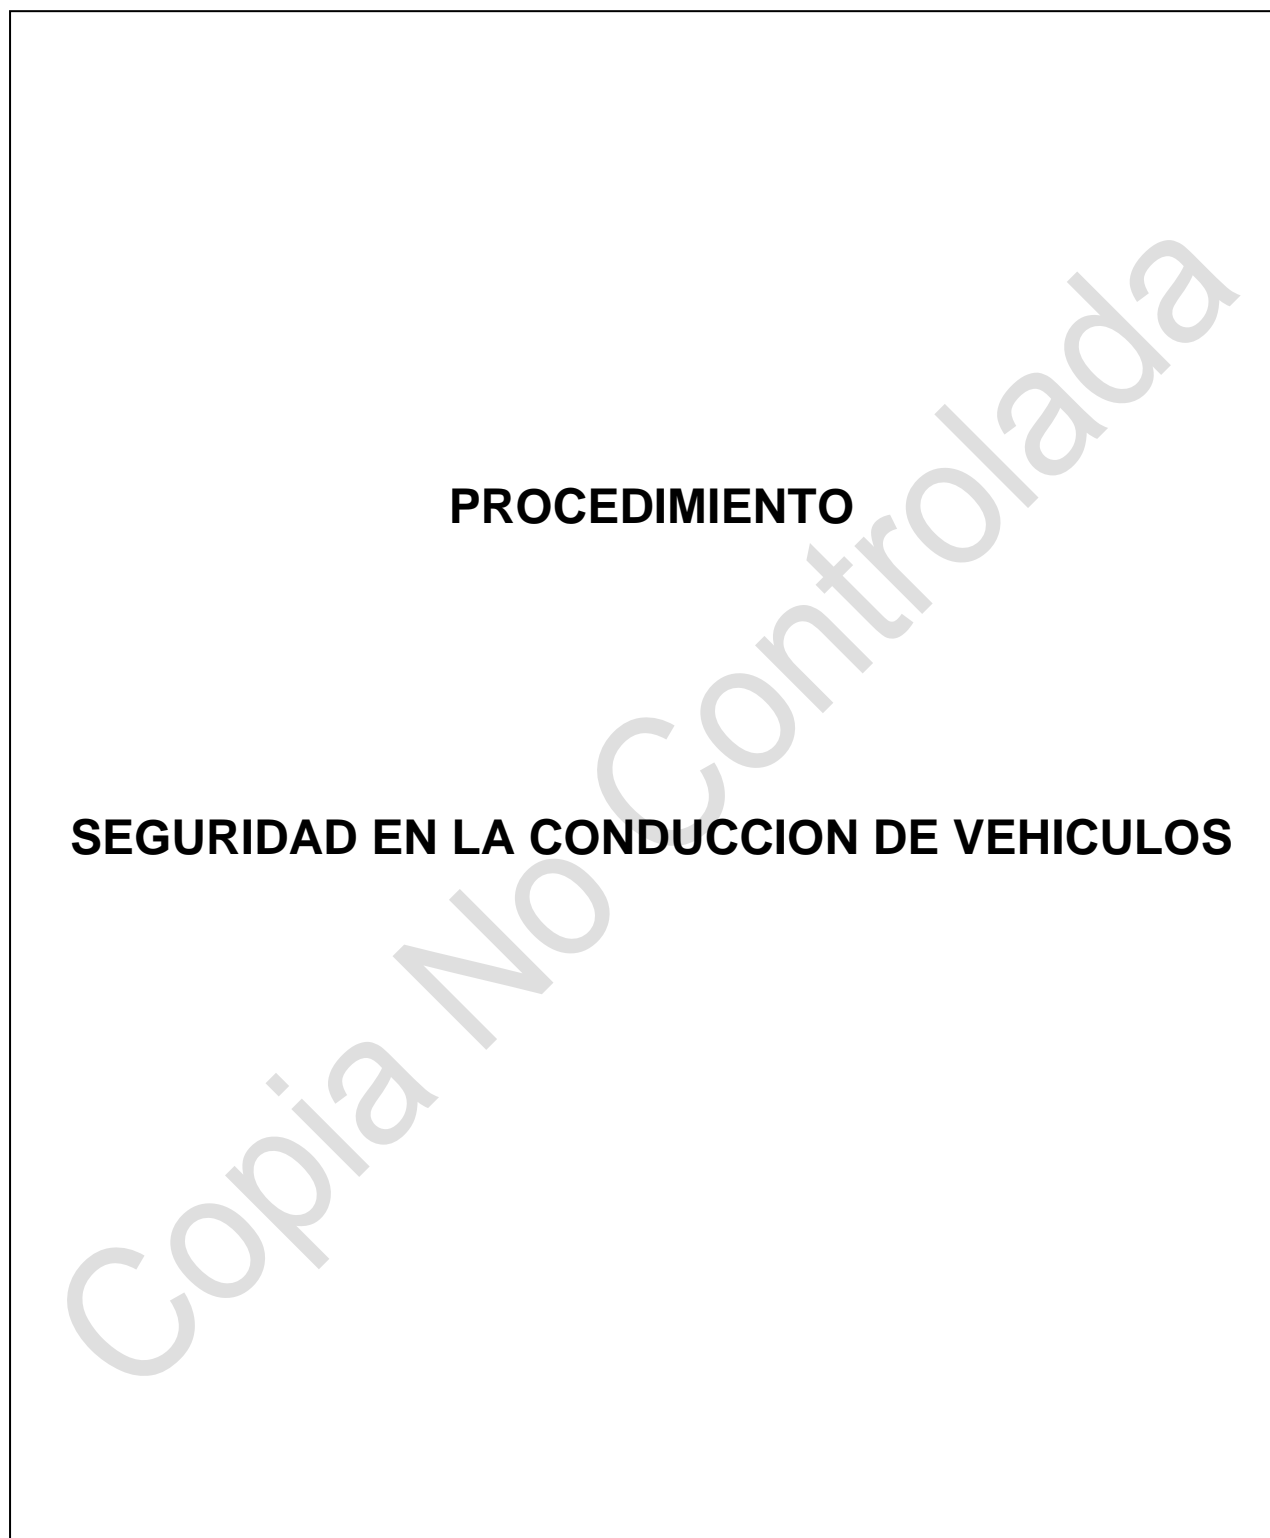 PROCEDIMIENTO
SEGURIDAD EN LA CONDUCCION DE VEHICULOS
Copia No Controlada